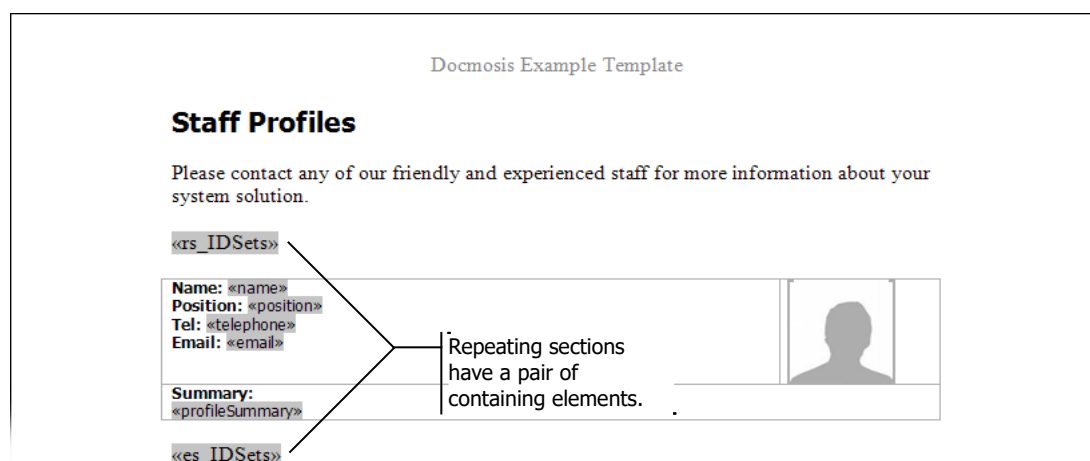 Docmosis Example Template
Staff Profiles
Please contact any of our friendly and experienced staff for more information about your
system solution.
«rs_IDSets»
Name: «name»
Position: «position»
Tel: «telephone»
Email: «email»
Repeating sections
have a pair of
containing elements.
Summary:
«profileSummary»
«es_IDSets»